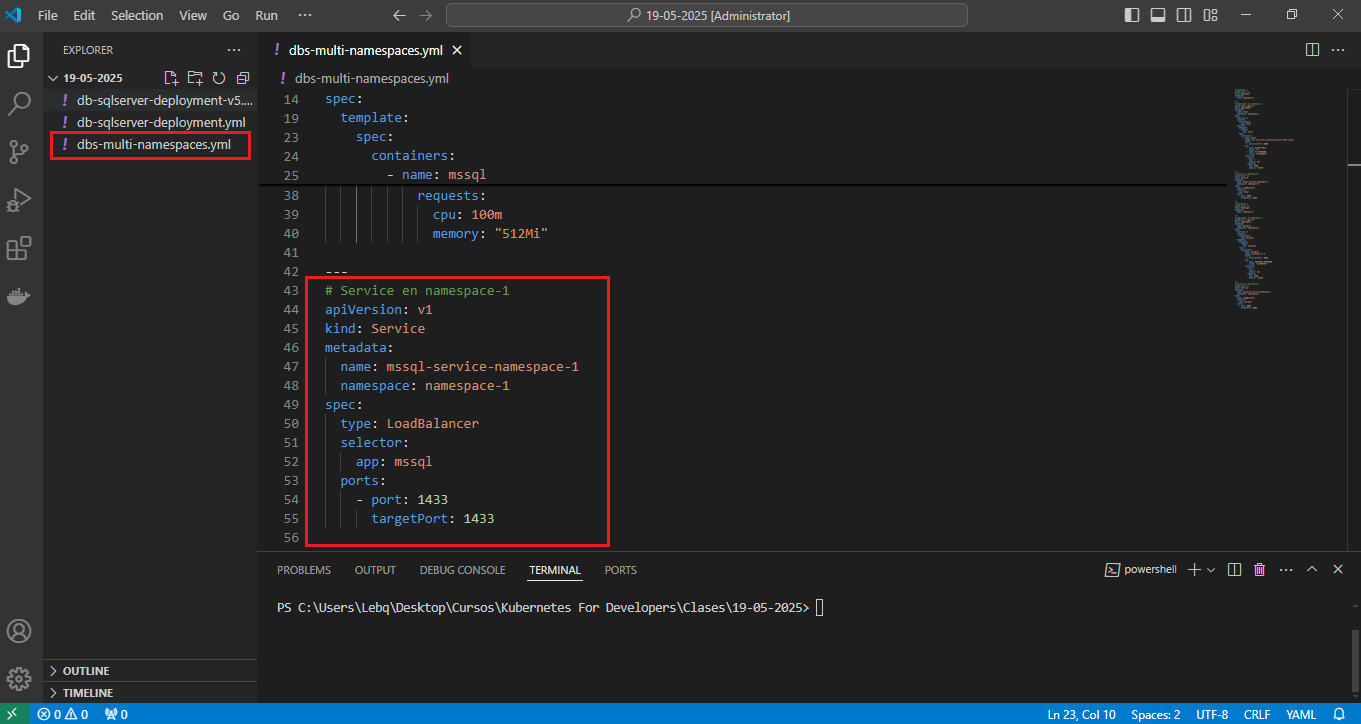 File Edit Selection View Go Run ··· 19-05-2025 [Administrator]
EXPLORER ···
19-05-2025
! db-sqlserver-deployment-v5....
! db-sqlserver-deployment.yml
! dbs-multi-namespaces.yml
OUTLINE
TIMELINE
! dbs-multi-namespaces.yml
! dbs-multi-namespaces.yml
14 spec:
19 template:
23 spec:
24 containers:
25 - name: mssql
38 requests:
39 cpu: 100m
40 memory: "512Mi"
41
42 ---
43 # Service en namespace-1
44 apiVersion: v1
45 kind: Service
46 metadata:
47 name: mssql-service-namespace-1
48 namespace: namespace-1
49 spec:
50 type: LoadBalancer
51 selector:
52 app: mssql
53 ports:
54 - port: 1433
55 targetPort: 1433
56
PROBLEMS OUTPUT DEBUG CONSOLE TERMINAL PORTS powershell
PS C:\Users\Lebq\Desktop\Cursos\Kubernetes For Developers\Clases\19-05-2025>
0 0 0 Ln 23, Col 10 Spaces: 2 UTF-8 CRLF YAML